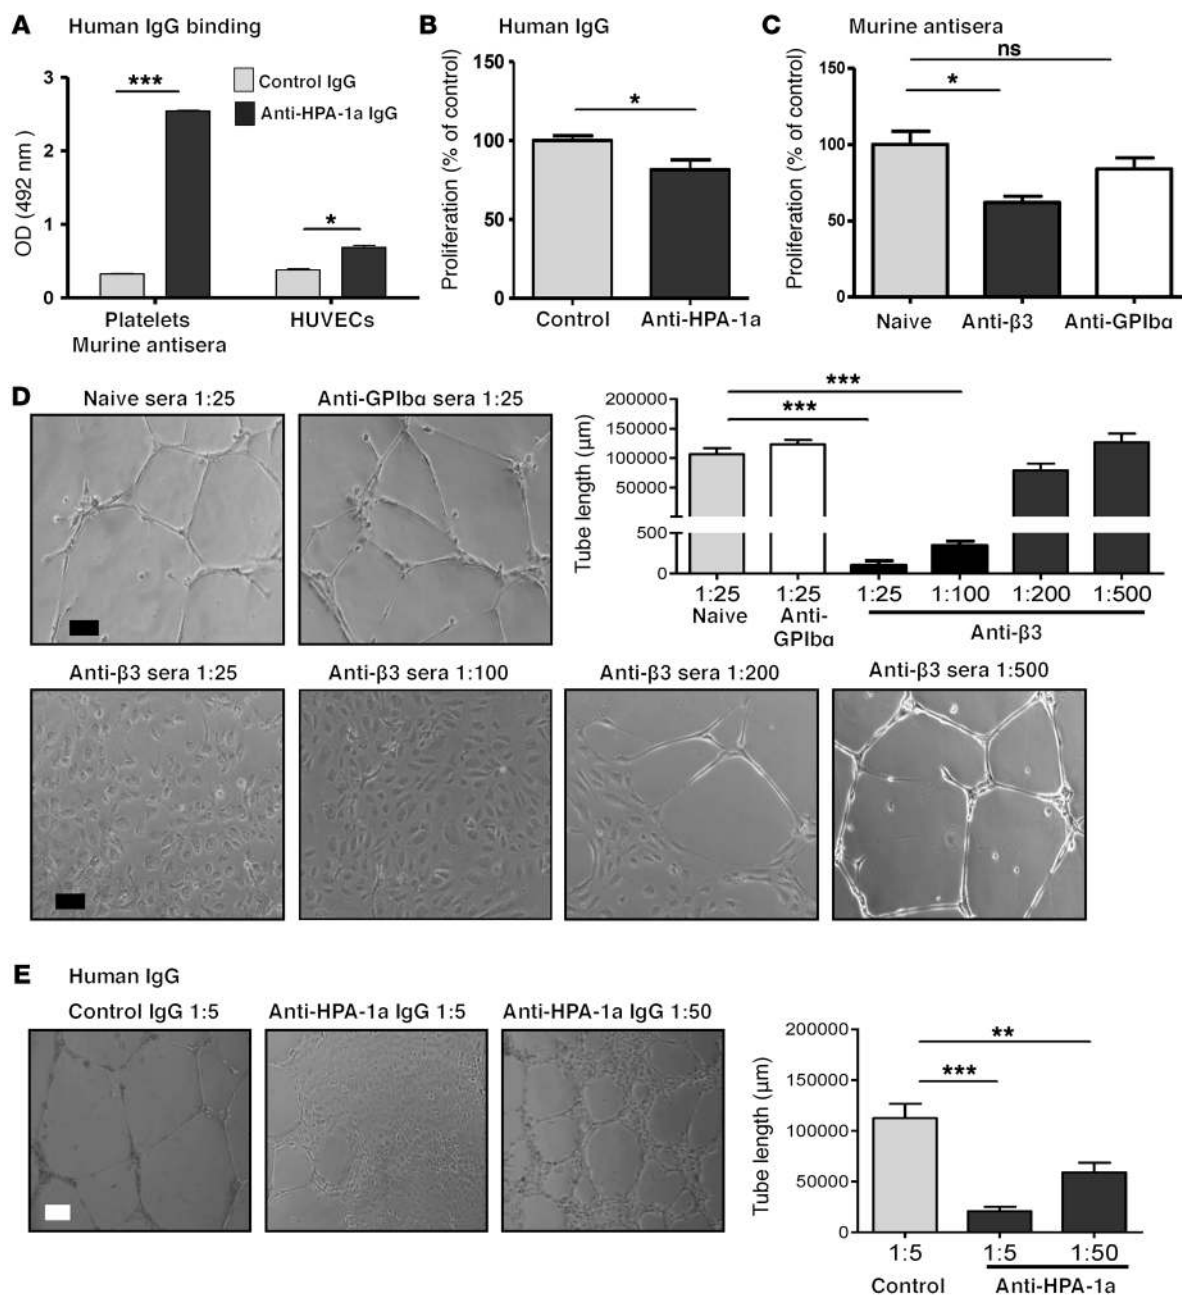 A Human IgG binding
OD (492 nm )
3
2
1
0
***
*
Control IgG
Anti-HPA-1a IgG
Platelets
HUVECs
Murine antisera
B Human IgG
Proliferation (% of control)
150
100
50
0
*
Control
Anti-HPA-1a
C Murine antisera
Proliferation (% of control)
150
100
50
0
ns
*
Naive
Anti-β3
Anti-GPIbα
D
Naive sera 1:25
Anti-GPIbα sera 1:25
Tube length (µm)
200000
150000
100000
50000
500
0
***
***
1:25
1:25
1:25
1:100
1:200
1:500
Naive
Anti-
GPIbα
Anti-β3
Anti-β3 sera 1:25
Anti-β3 sera 1:100
Anti-β3 sera 1:200
Anti-β3 sera 1:500
E Human IgG
Control IgG 1:5
Anti-HPA-1a IgG 1:5
Anti-HPA-1a IgG 1:50
Tube length (µm)
200000
150000
100000
50000
0
**
***
1:5
1:5
1:50
Control
Anti-HPA-1a